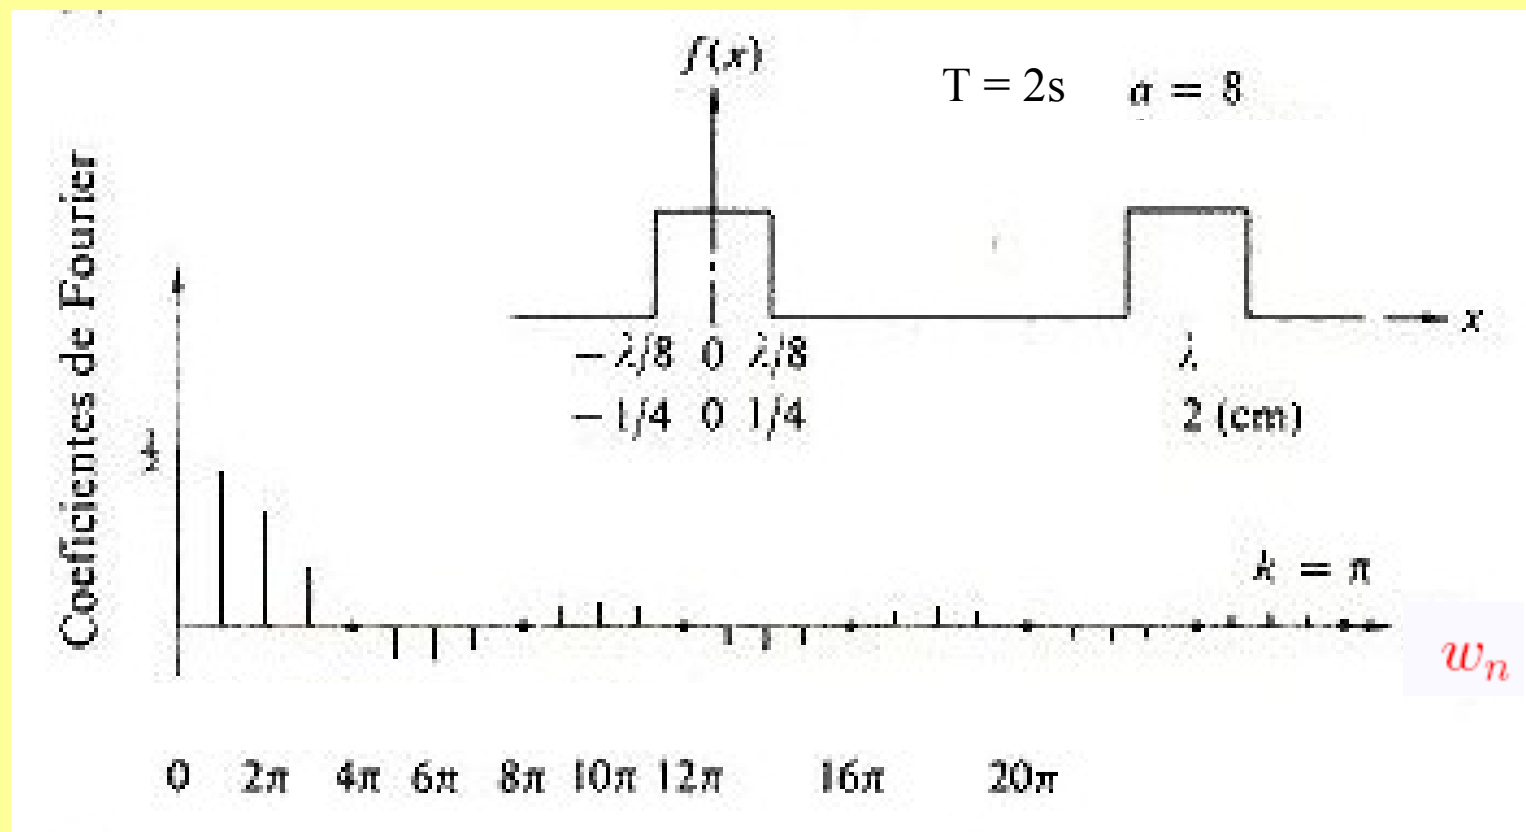 f(x)
T = 2s a = 8
Coeficientes de Fourier
x
−λ/8 0 λ/8 λ
−1/4 0 1/4 2 (cm)
k = π
w_n
0 2π 4π 6π 8π 10π 12π 16π 20π